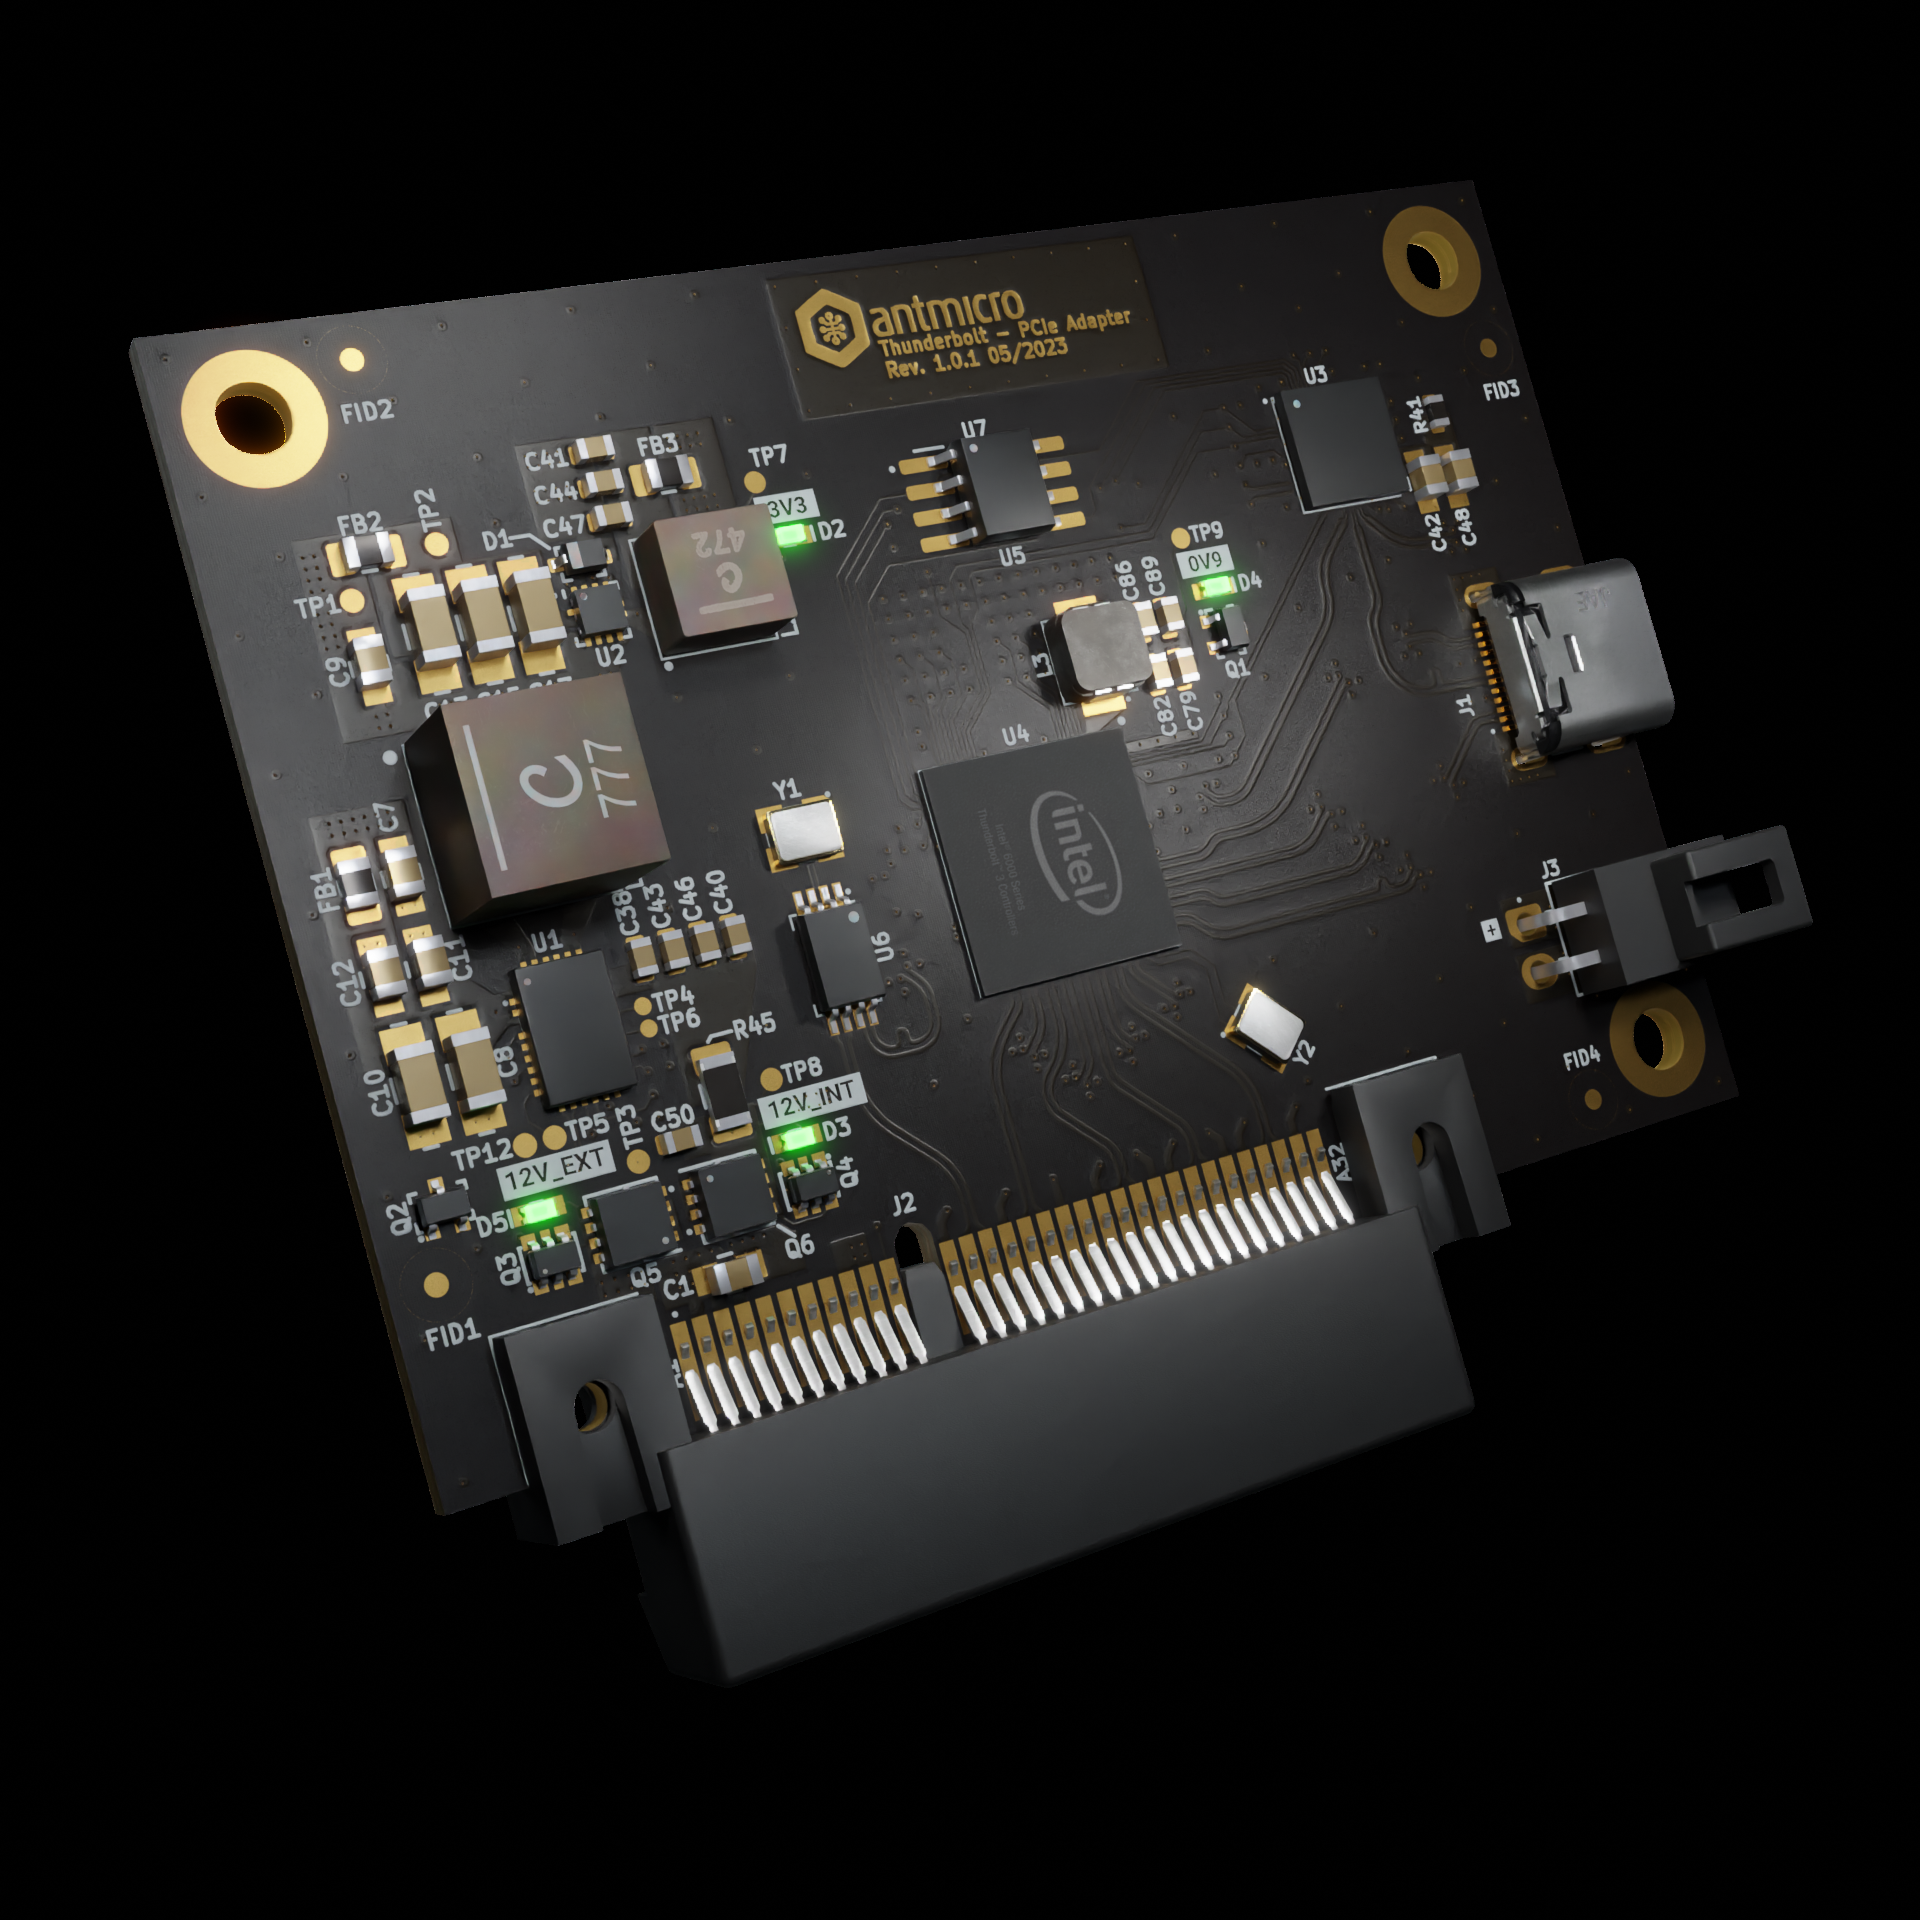 antmicro
Thunderbolt - PCIe Adapter
Rev. 1.0.1 05/2023
FID2
U3
R41
FID3
C42
C48
C41
FB3
C44
C47
D1
TP7
3V3
D2
472
C
U7
U5
TP9
0V9
D4
C86
C89
Q1
L3
C82
C79
FB2
TP2
TP1
C9
U2
J1
C
777
U4
intel
Y1
C7
FB1
C12
C11
U1
C38
C43
C46
C40
U6
J3
+
TP4
TP6
R45
C10
C8
TP8
12V_INT
D3
Q4
C50
TP3
TP5
TP12
12V_EXT
Y2
FID4
Q2
D5
Q3
Q5
Q6
C1
J2
A32
FID1